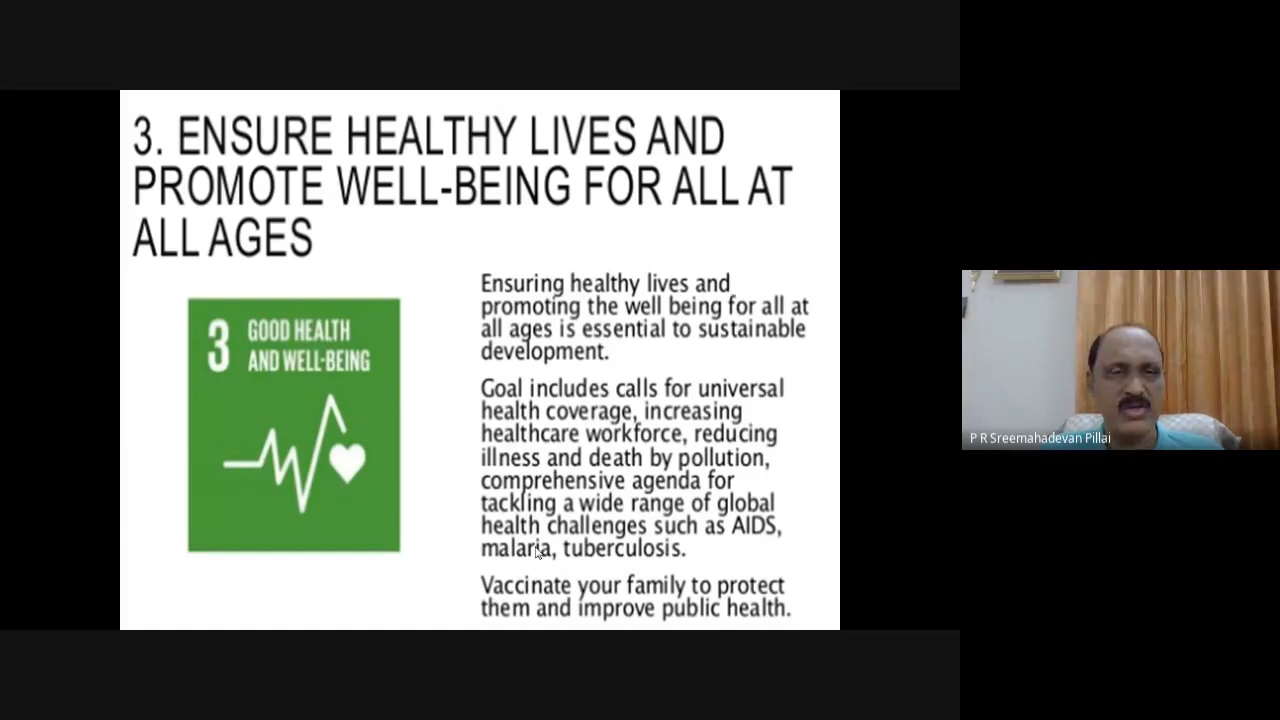 3. ENSURE HEALTHY LIVES AND
PROMOTE WELL-BEING FOR ALL AT
ALL AGES
3 GOOD HEALTH
AND WELL-BEING
Ensuring healthy lives and
promoting the well being for all at
all ages is essential to sustainable
development.
Goal includes calls for universal
health coverage, increasing
healthcare workforce, reducing
illness and death by pollution,
comprehensive agenda for
tackling a wide range of global
health challenges such as AIDS,
malaria, tuberculosis.
Vaccinate your family to protect
them and improve public health.
P R Sreemahadevan Pillai